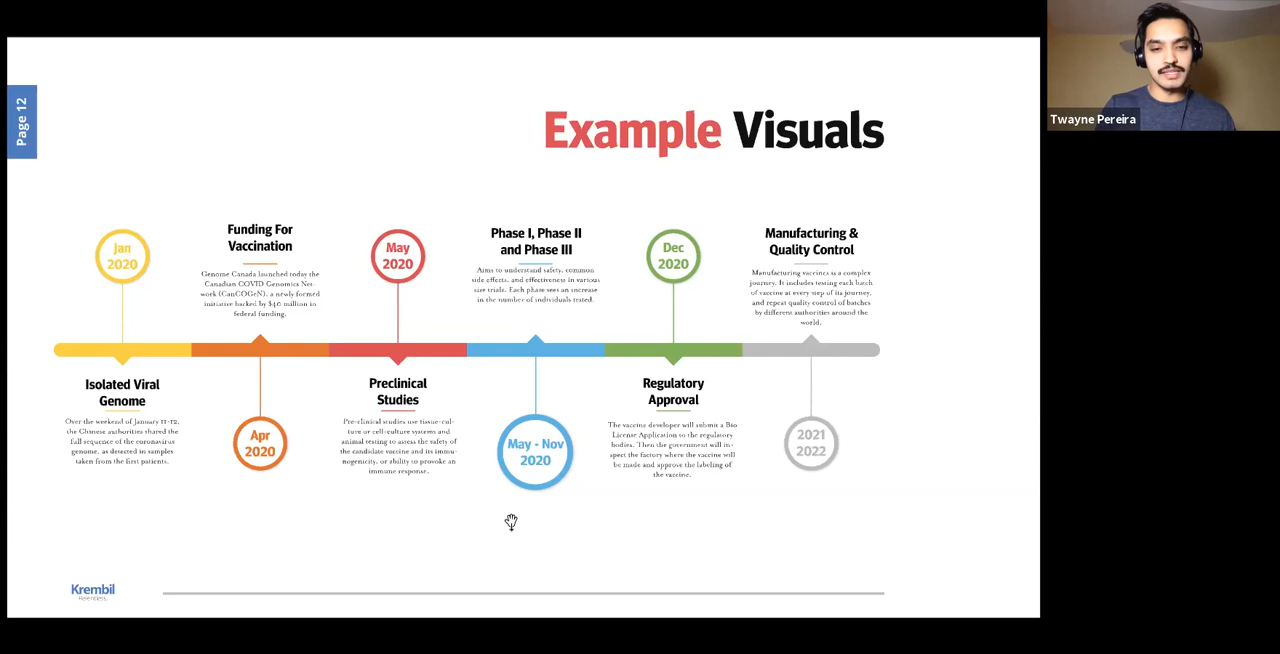 Page 12
Example Visuals
Twayne Pereira
Jan
2020
Isolated Viral
Genome
Over the weekend of January 11-12,
the Chinese authorities shared the
full sequence of the coronavirus
genome, as detected in samples
taken from the first patients.
Funding For
Vaccination
Genome Canada launched today the
Canadian COVID Genomics Net-
work (CanCOGeN), a newly formed
initiative backed by $40 million in
federal funding.
Apr
2020
May
2020
Preclinical
Studies
Pre-clinical studies use tissue-cul-
ture or cell-culture systems and
animal testing to assess the safety of
the candidate vaccine and its immu-
nogenicity, or ability to provoke an
immune response.
Phase I, Phase II
and Phase III
Aims to understand safety, common
side effects, and effectiveness in various
size trials. Each phase sees an increase
in the number of individuals tested.
May - Nov
2020
Dec
2020
Regulatory
Approval
The vaccine developer will submit a Bio
License Application to the regulatory
bodies. Then the government will in-
spect the factory where the vaccine will
be made and approve the labeling of
the vaccine.
Manufacturing &
Quality Control
Manufacturing vaccines is a complex
journey. It includes testing each batch
of vaccine at every step of its journey,
and repeat quality control of batches
by different authorities around the
world.
2021
2022
Krembil
Relentless.